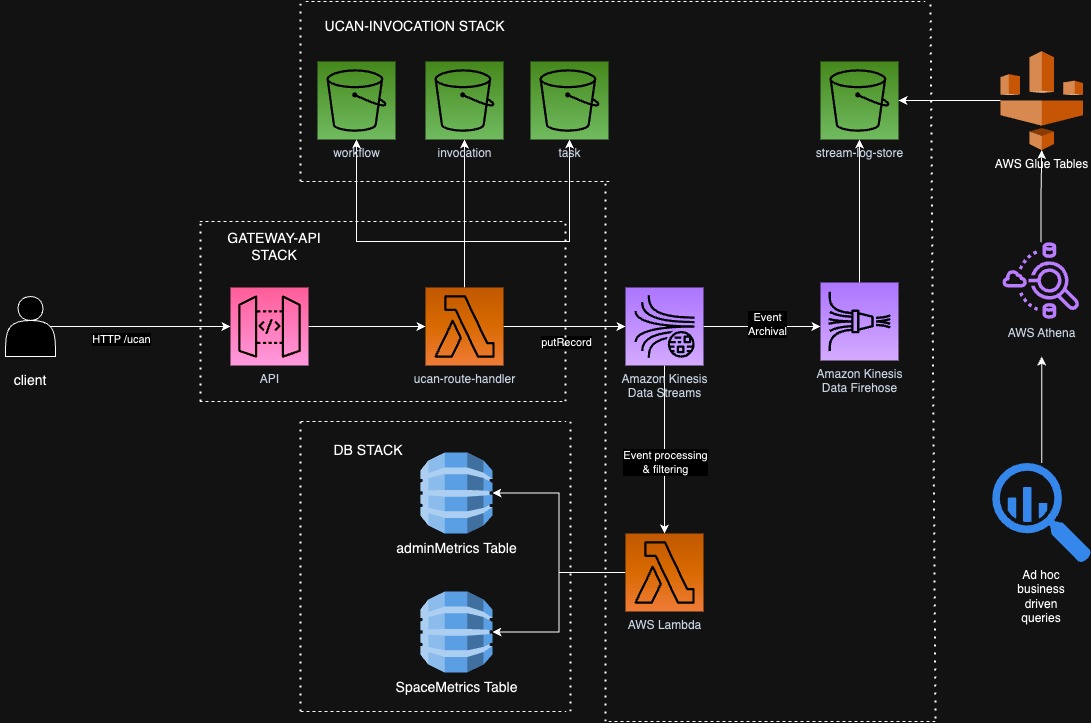 UCAN-INVOCATION STACK
workflow
invocation
task
stream-log-store
AWS Glue Tables
GATEWAY-API
STACK
HTTP /ucan
client
API
ucan-route-handler
putRecord
Amazon Kinesis
Data Streams
Event
Archival
Amazon Kinesis
Data Firehose
AWS Athena
DB STACK
adminMetrics Table
SpaceMetrics Table
Event processing
& filtering
AWS Lambda
Ad hoc
business
driven
queries